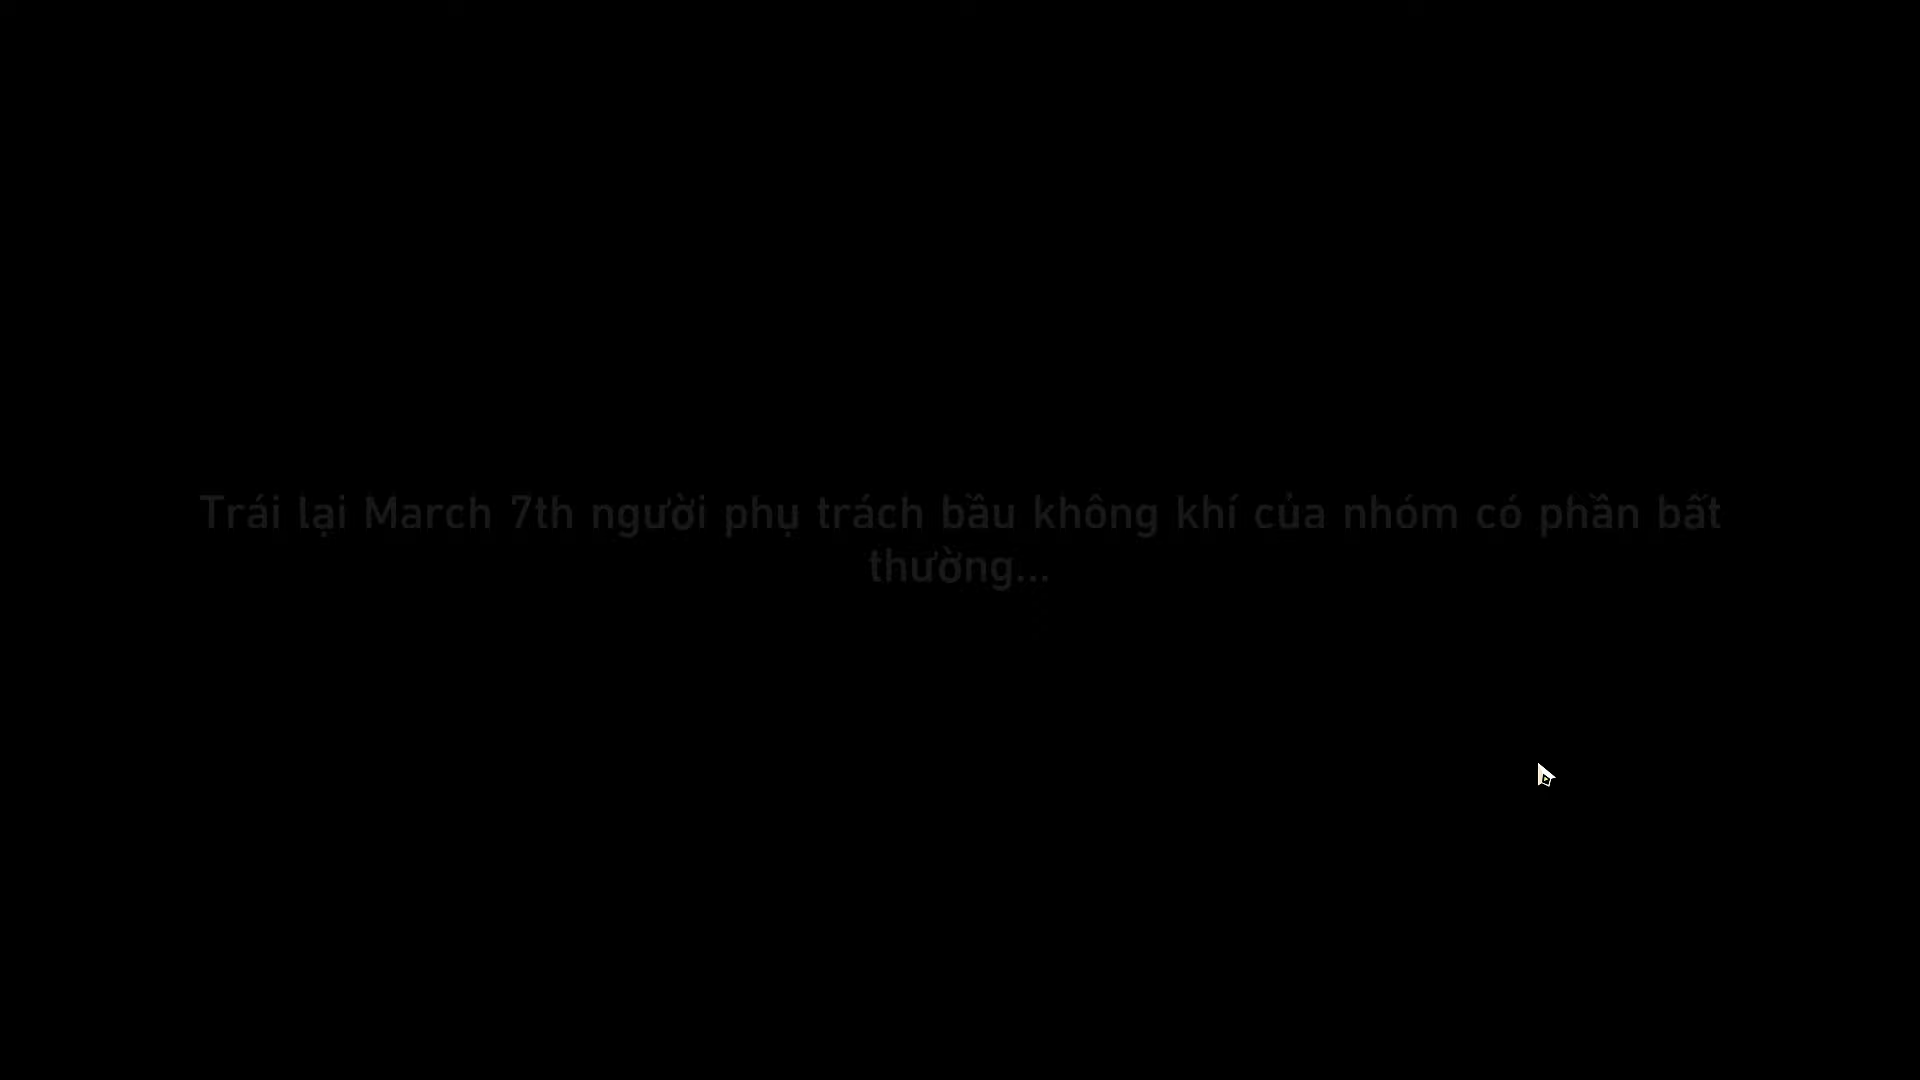 Trái lại March 7th người phụ trách bầu không khí của nhóm có phần bất
thường...